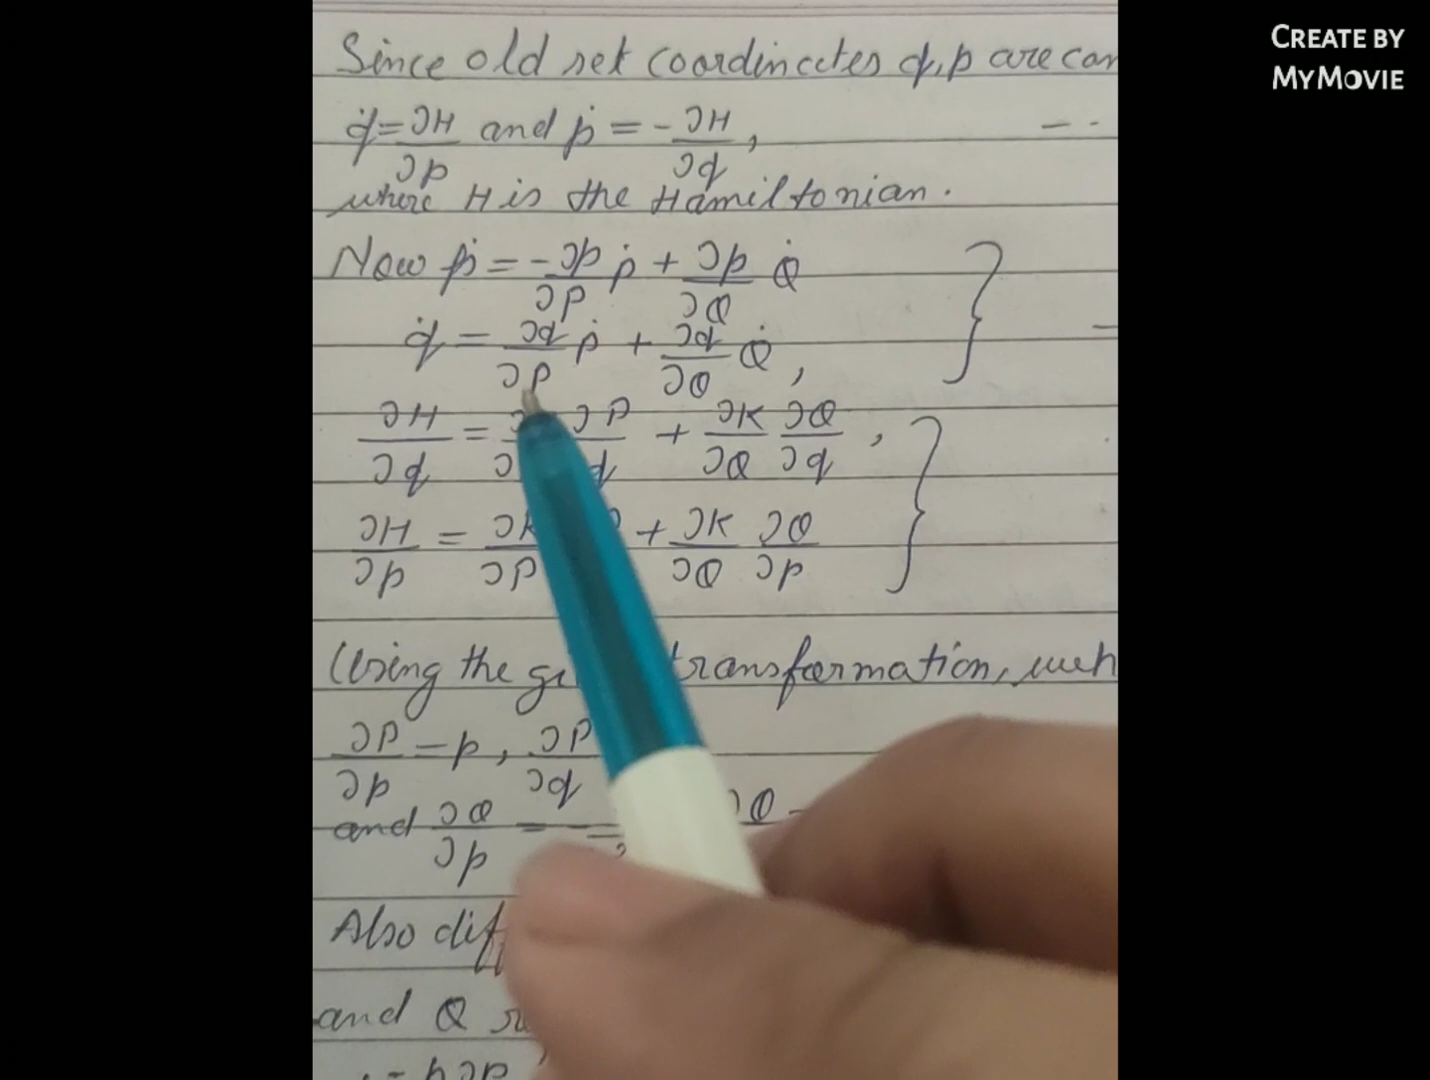 Since old set coordinates q, p are can
q̇ = ∂H/∂p and ṗ = -∂H/∂q,
where H is the Hamiltonian.
Now ṗ = -∂p/∂P Ṗ + ∂p/∂Q Q̇
q̇ = ∂q/∂P Ṗ + ∂q/∂Q Q̇,
∂H/∂q = ∂P + ∂K/∂Q ∂Q/∂q,
∂H/∂p = ∂K/∂P + ∂K/∂Q ∂Q/∂p
Using the transformation,
∂P/∂p = p, ∂P/∂q
and ∂Q/∂p = = ∂Q
Also
and Q
CREATE BY
MYMOVIE